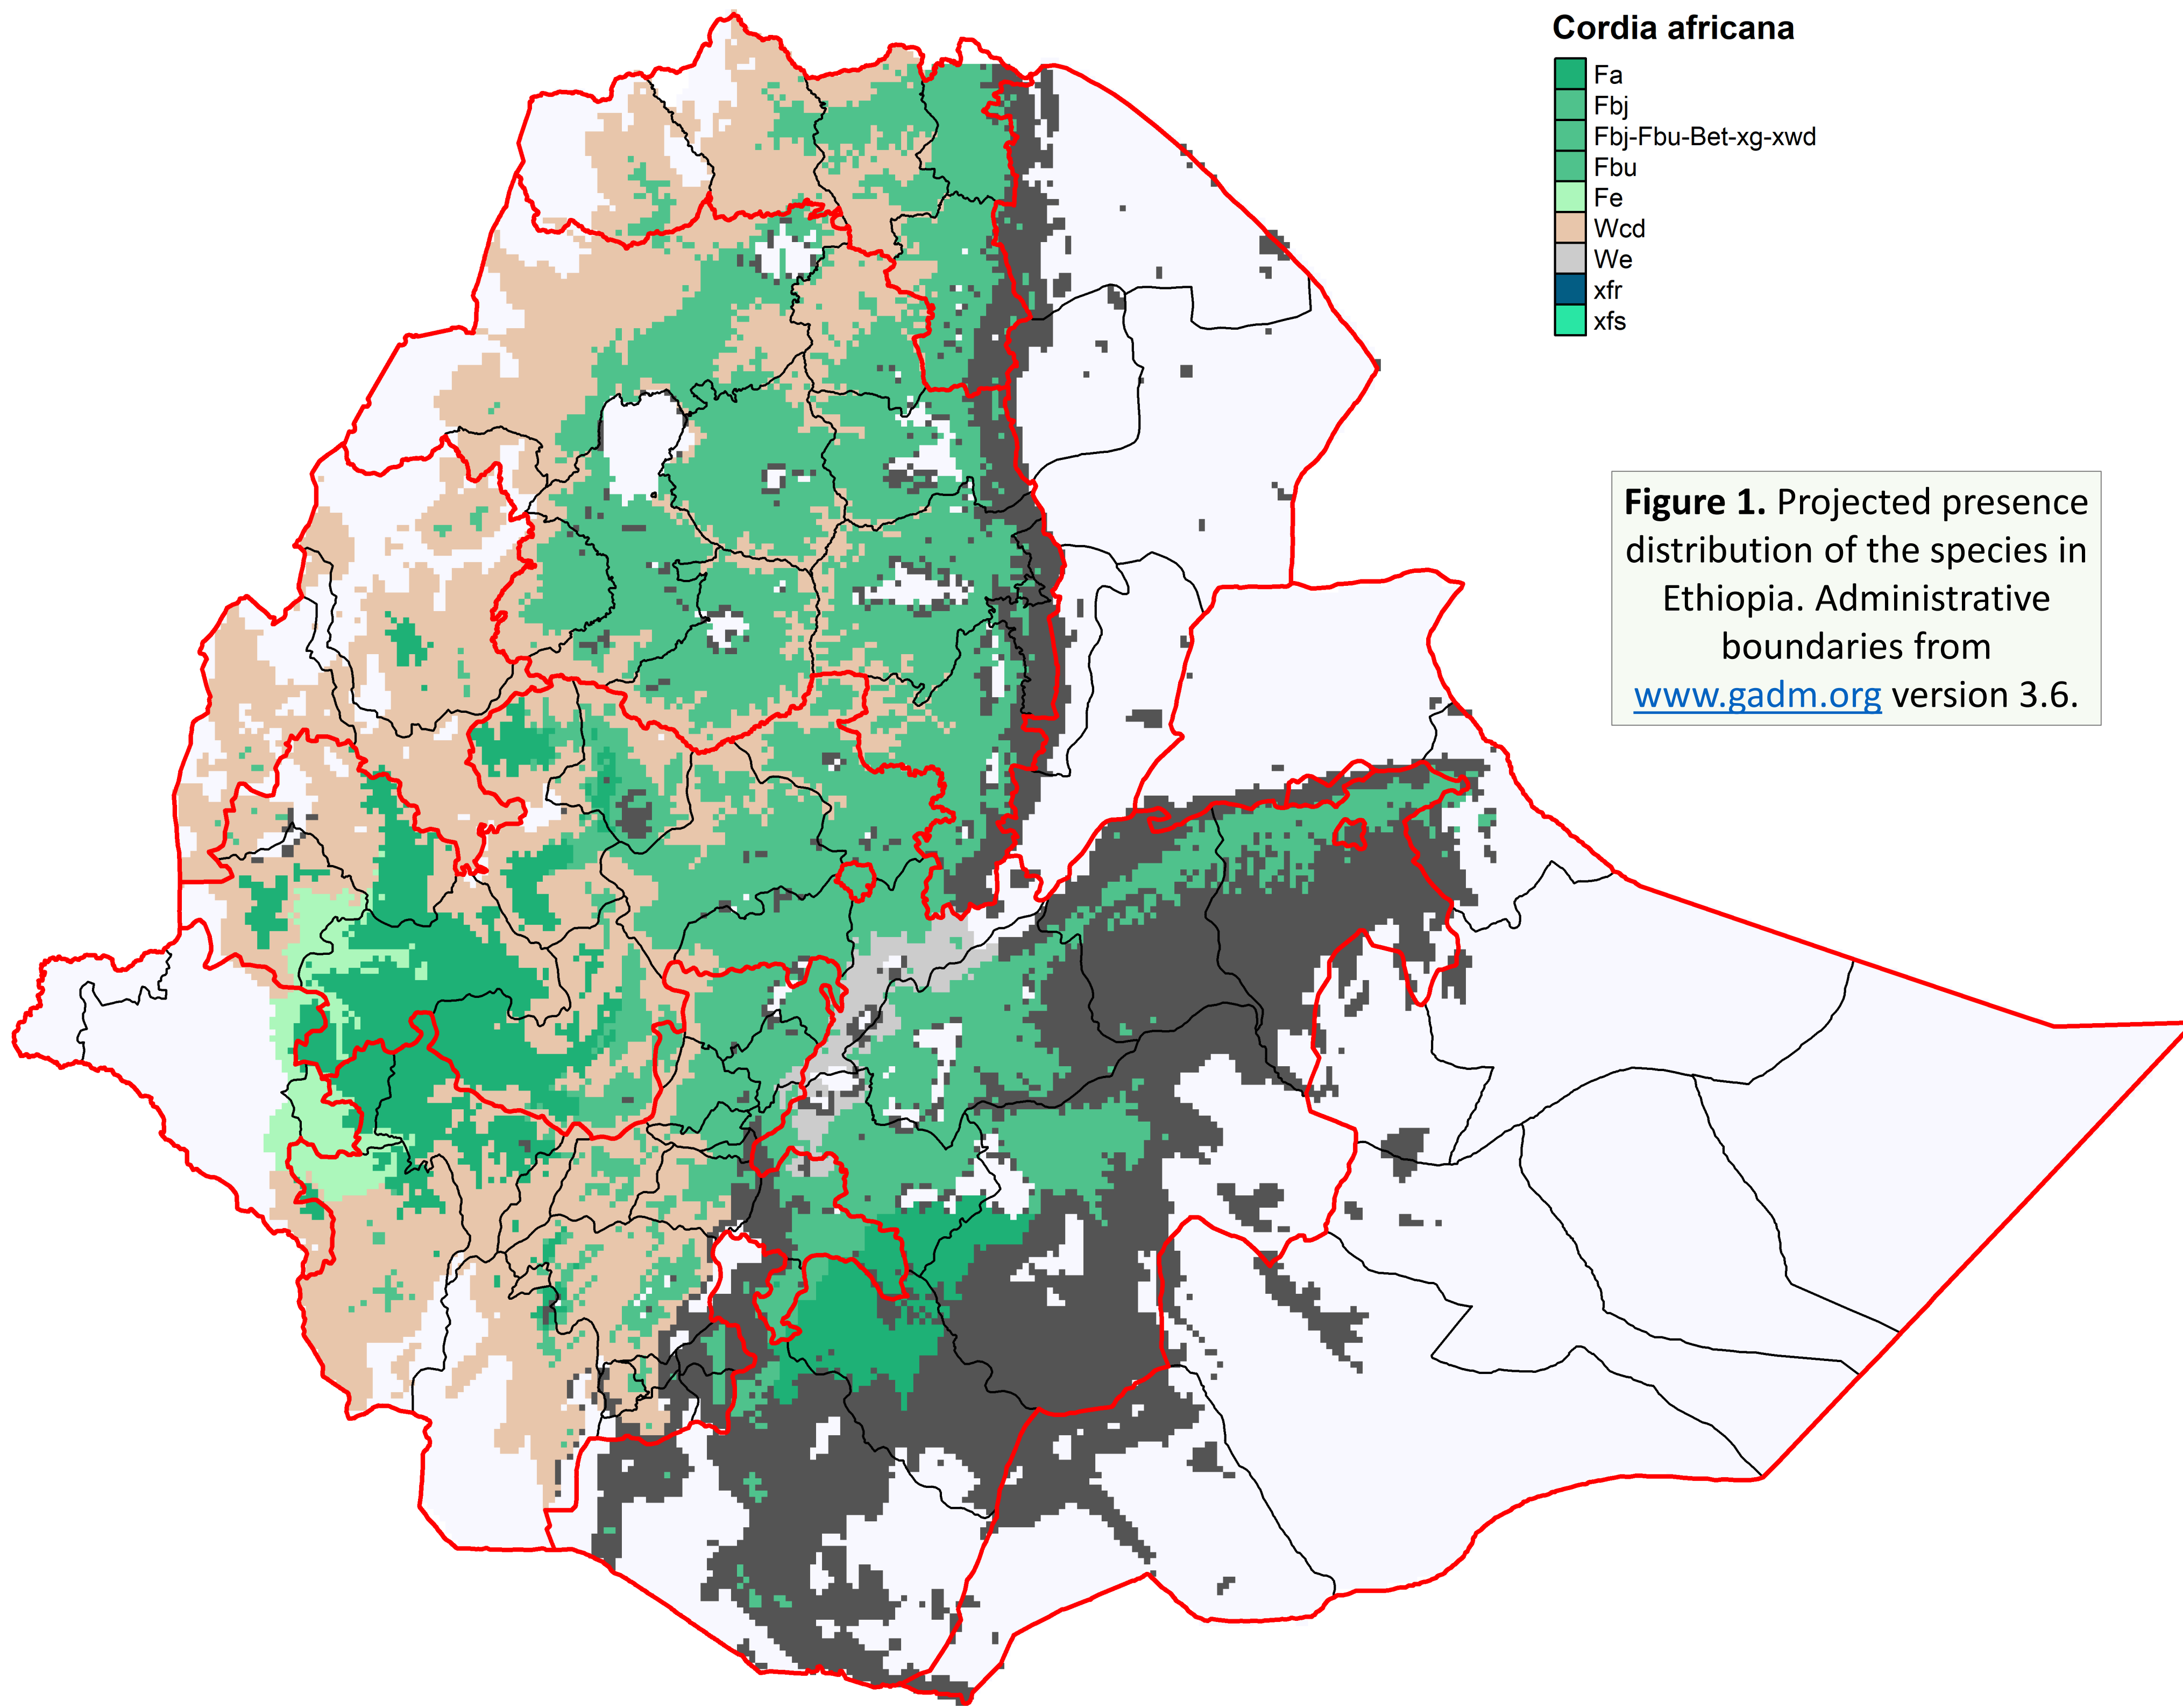 Cordia africana
Fa
Fbj
Fbj-Fbu-Bet-xg-xwd
Fbu
Fe
Wcd
We
xfr
xfs
Figure 1. Projected presence
distribution of the species in
Ethiopia. Administrative
boundaries from
www.gadm.org version 3.6.